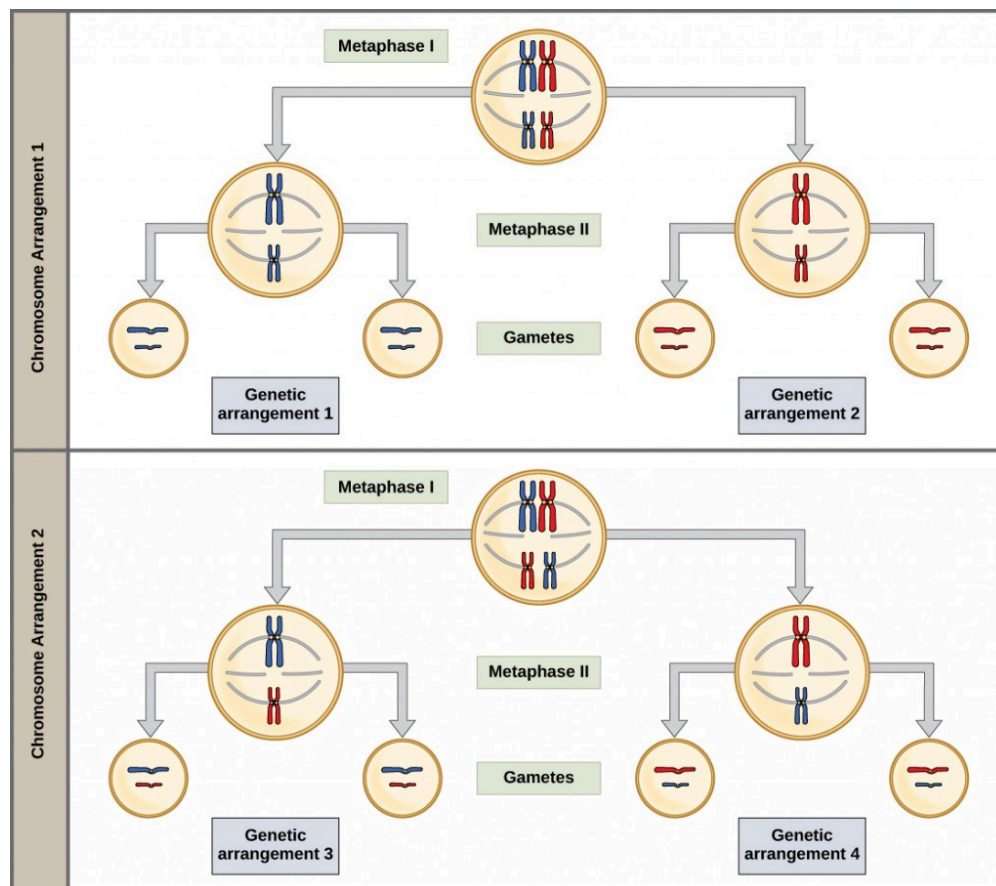 Chromosome Arrangement 1
Metaphase I
Metaphase II
Gametes
Genetic
arrangement 1
Genetic
arrangement 2
Chromosome Arrangement 2
Metaphase I
Metaphase II
Gametes
Genetic
arrangement 3
Genetic
arrangement 4